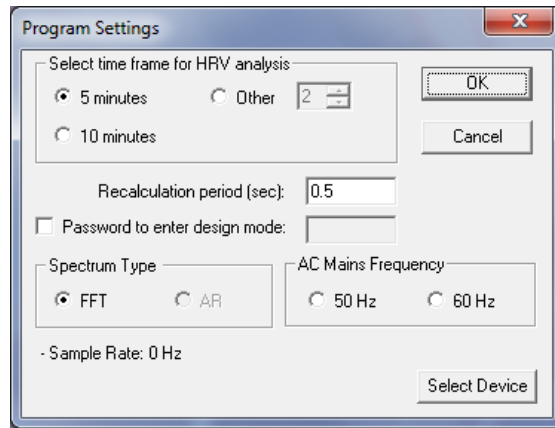 Program Settings
x
Select time frame for HRV analysis
5 minutes
Other
2
OK
10 minutes
Cancel
Recalculation period (sec):
0.5
Password to enter design mode:
Spectrum Type
FFT
AR
AC Mains Frequency
50 Hz
60 Hz
- Sample Rate: 0 Hz
Select Device